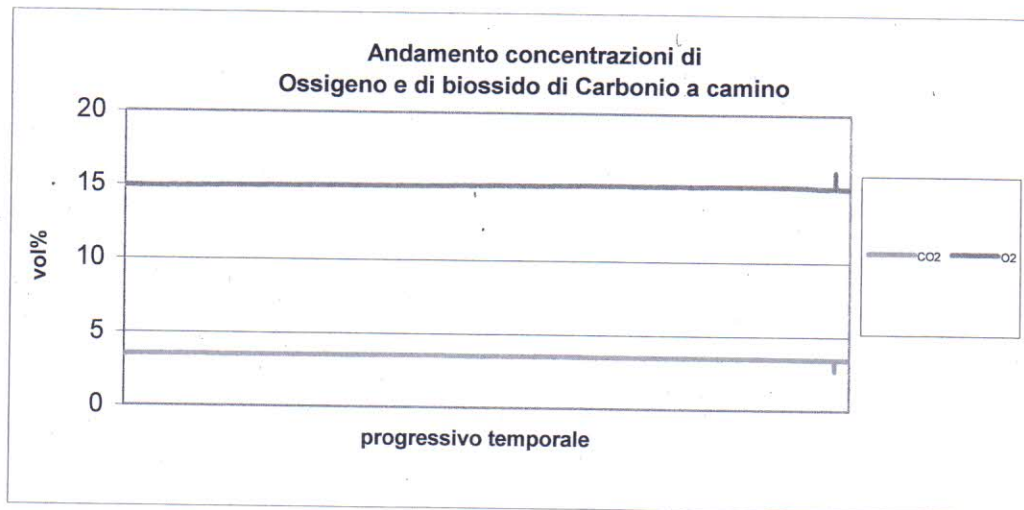 Andamento concentrazioni di
Ossigeno e di biossido di Carbonio a camino
20
15
10
5
0
vol%
progressivo temporale
CO2
O2